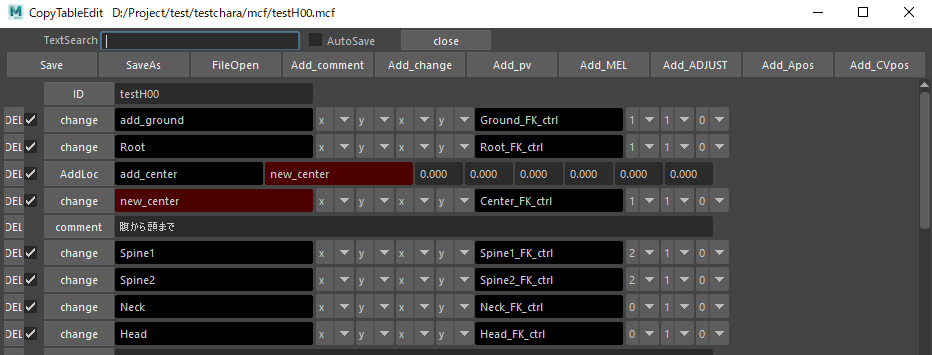 CopyTableEdit D:/Project/test/testchara/mcf/testH00.mcf
TextSearch AutoSave close
Save SaveAs FileOpen Add_comment Add_change Add_pv Add_MEL Add_ADJUST Add_Apos Add_CVpos
ID testH00
DEL change add_ground x y x y Ground_FK_ctrl 1 1 0
DEL change Root x y x y Root_FK_ctrl 1 1 0
DEL AddLoc add_center new_center 0.000 0.000 0.000 0.000 0.000 0.000
DEL change new_center x y x y Center_FK_ctrl 1 1 0
DEL comment 腹から頭まで
DEL change Spine1 x y x y Spine1_FK_ctrl 2 1 0
DEL change Spine2 x y x y Spine2_FK_ctrl 2 1 0
DEL change Neck x y x y Neck_FK_ctrl 0 1 0
DEL change Head x y x y Head_FK_ctrl 0 1 0